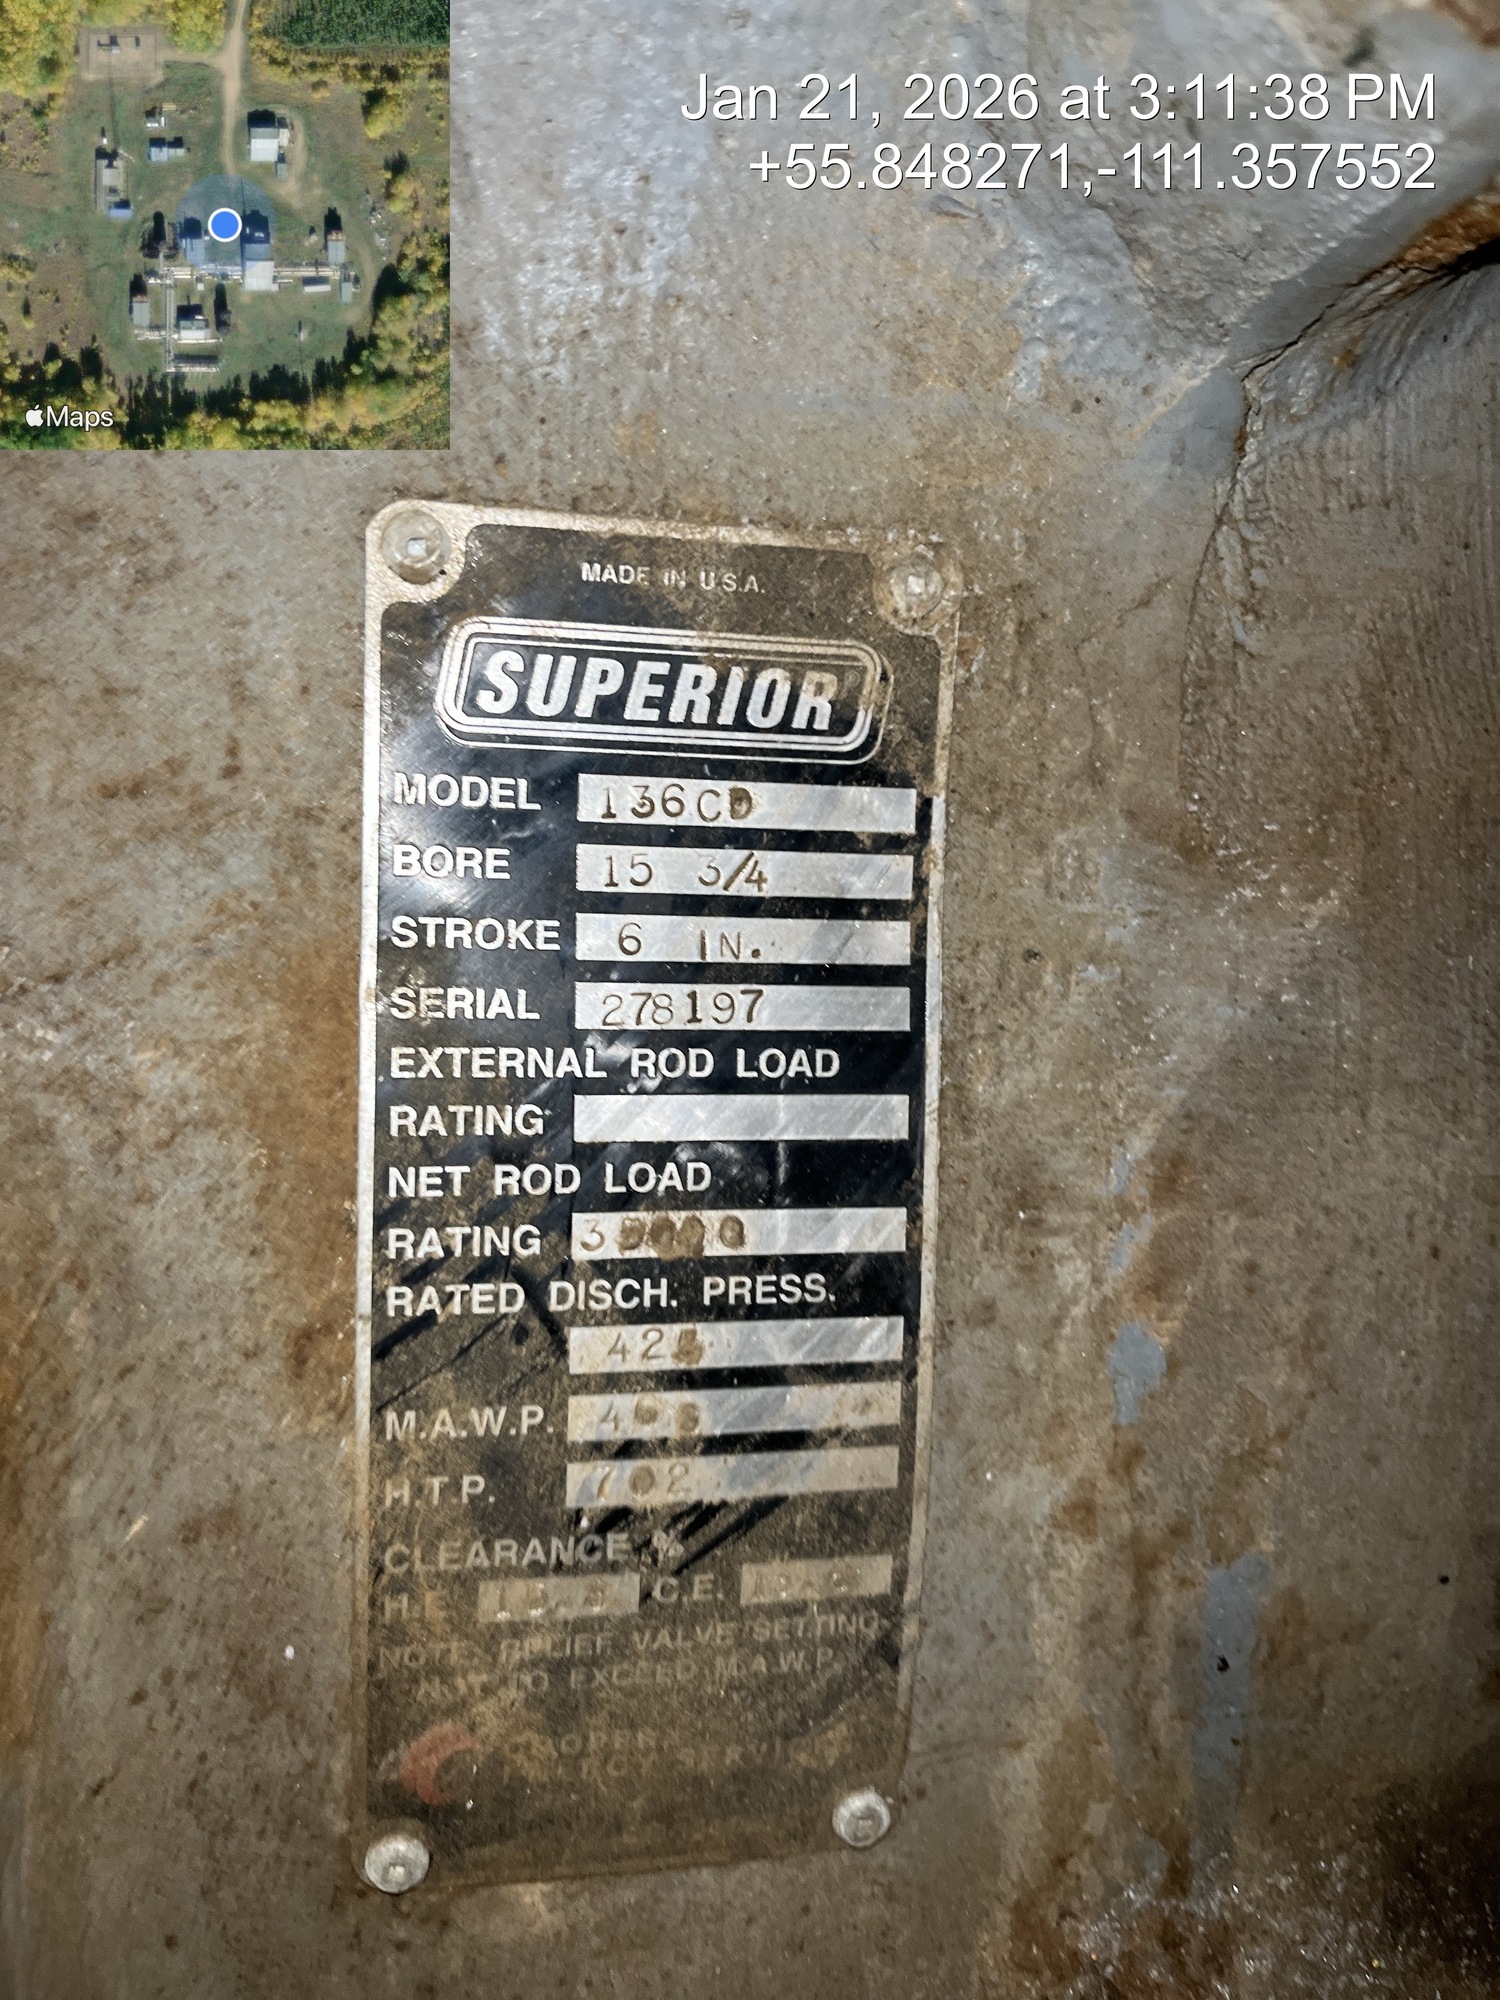 Jan 21, 2026 at 3:11:38 PM
+55.848271,-111.357552
Maps
MADE IN U.S.A.
SUPERIOR®
MODEL 136CD
BORE 15 3/4
STROKE 6 IN.
SERIAL 278197
EXTERNAL ROD LOAD
RATING
NET ROD LOAD
RATING
RATED DISCH. PRESS.
M.A.W.P.
H.T.P. 702
CLEARANCE %
H.E. C.E.
NOTE: RELIEF VALVE SETTING
NOT TO EXCEED M.A.W.P.